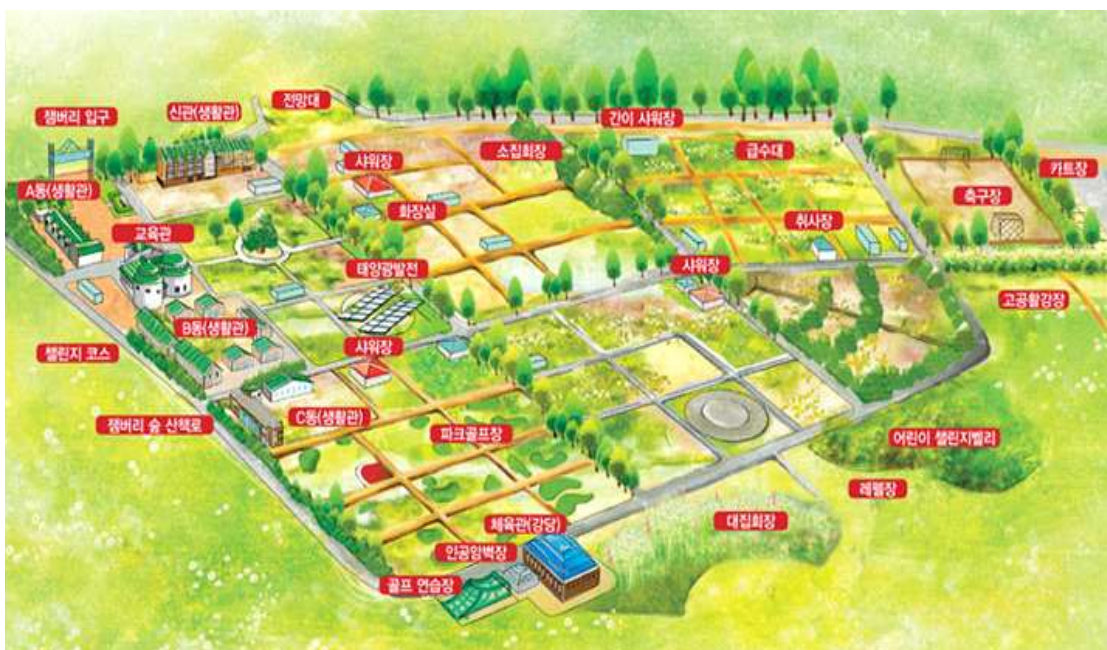 전망대
신관(생활관)
잼버리 입구
간이 샤워장
소집회장
급수대
샤워장
카트장
A동(생활관)
축구장
화장실
취사장
교육관
샤워장
태양광발전
고공활강장
B동(생활관)
샤워장
챌린지 코스
C동(생활관)
잼버리 숲 산책로
파크골프장
어린이 챌린지벨리
레펠장
대집회장
체육관(강당)
인공암벽장
골프 연습장